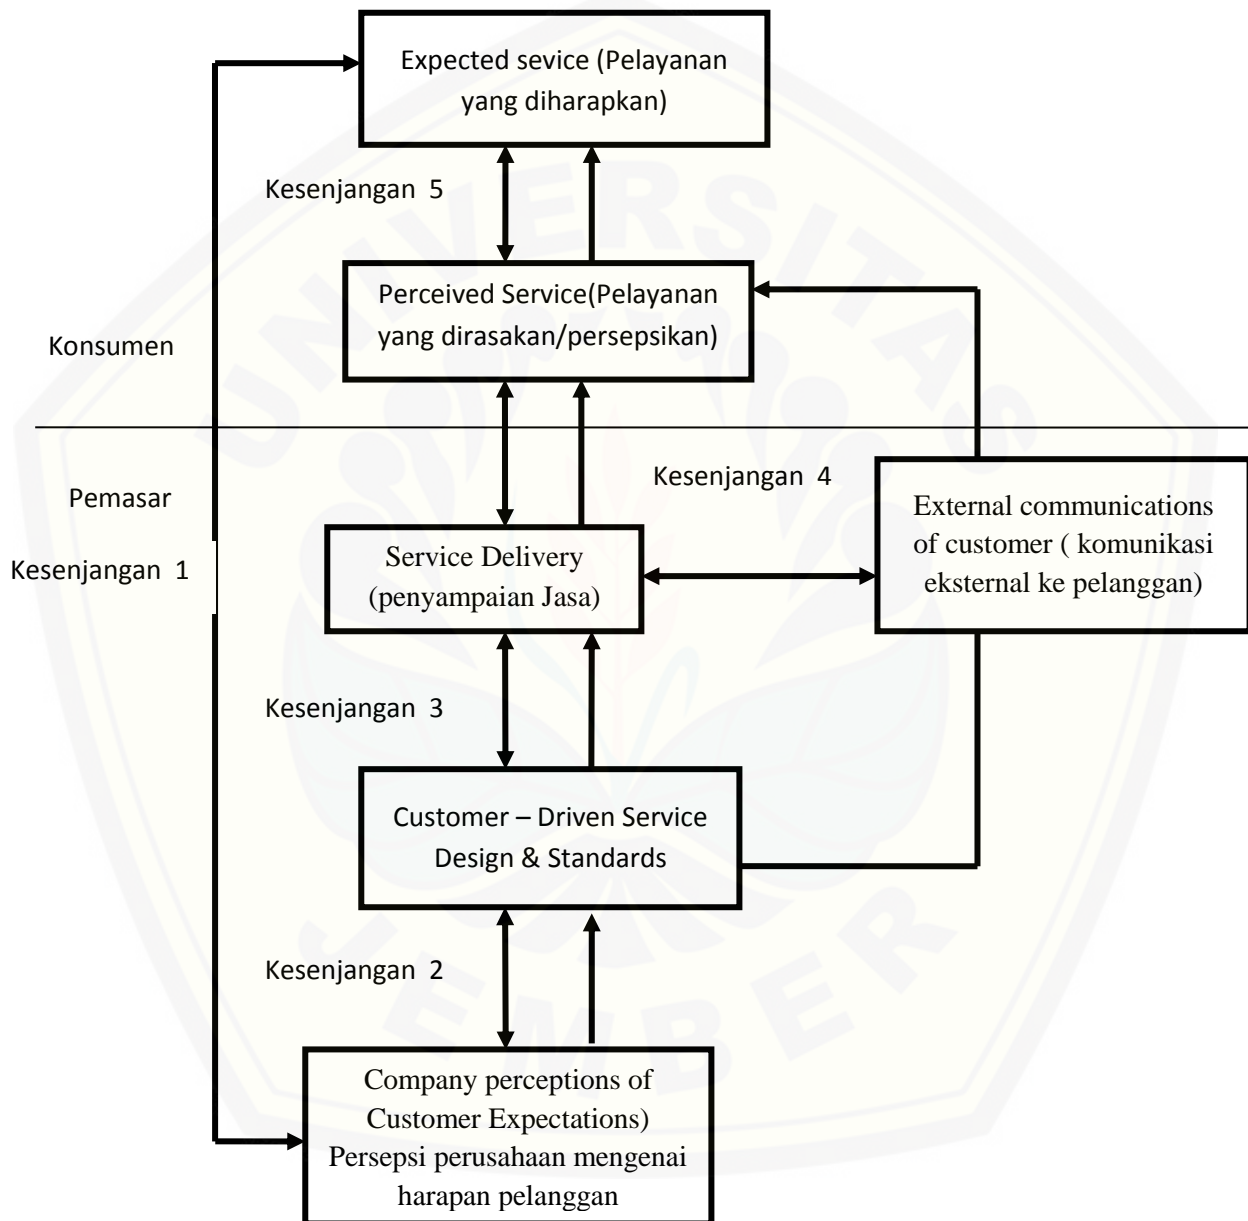 Expected sevice (Pelayanan
yang diharapkan)
Kesenjangan 5
Perceived Service(Pelayanan
yang dirasakan/persepsikan)
Konsumen
Pemasar
Kesenjangan 4
External communications
of customer ( komunikasi
eksternal ke pelanggan)
Kesenjangan 1
Service Delivery
(penyampaian Jasa)
Kesenjangan 3
Customer – Driven Service
Design & Standards
Kesenjangan 2
Company perceptions of
Customer Expectations)
Persepsi perusahaan mengenai
harapan pelanggan
UNIVERSITAS
JEMBER